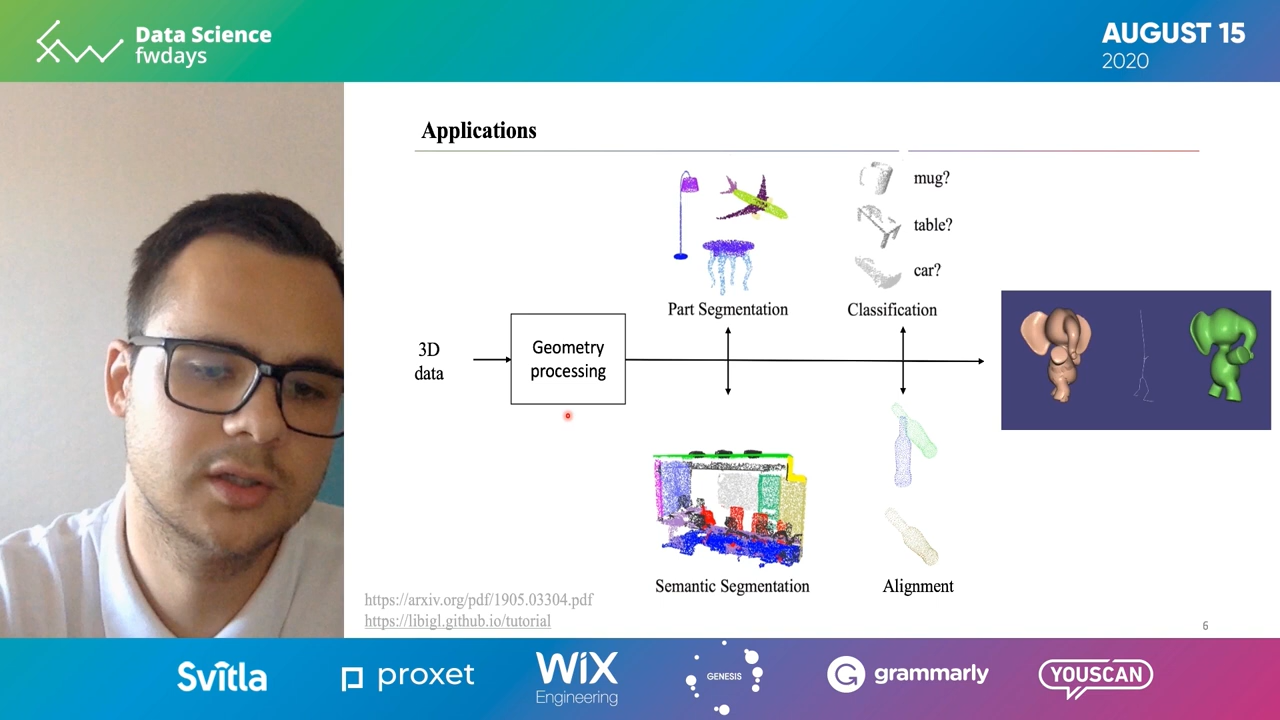 Data Science
fwdays
AUGUST 15
2020
Applications
mug?
table?
car?
Part Segmentation
Classification
3D
data
Geometry
processing
Semantic Segmentation
Alignment
https://arxiv.org/pdf/1905.03304.pdf
https://libigl.github.io/tutorial
6
Svitla
proxet
WiX
Engineering
GENESIS
grammarly
YOUSCAN